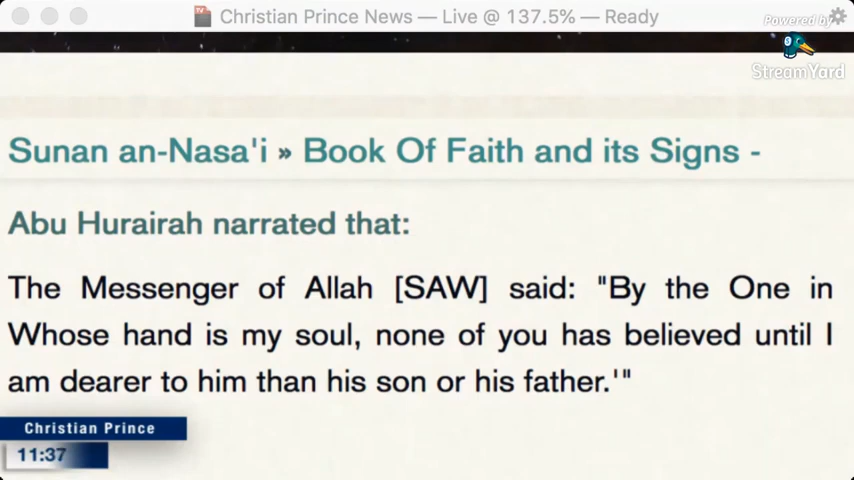 Christian Prince News — Live @ 137.5% — Ready
Powered by
StreamYard
Sunan an-Nasa'i » Book Of Faith and its Signs -
Abu Hurairah narrated that:
The Messenger of Allah [SAW] said: "By the One in
Whose hand is my soul, none of you has believed until I
am dearer to him than his son or his father.'"
Christian Prince
11:37